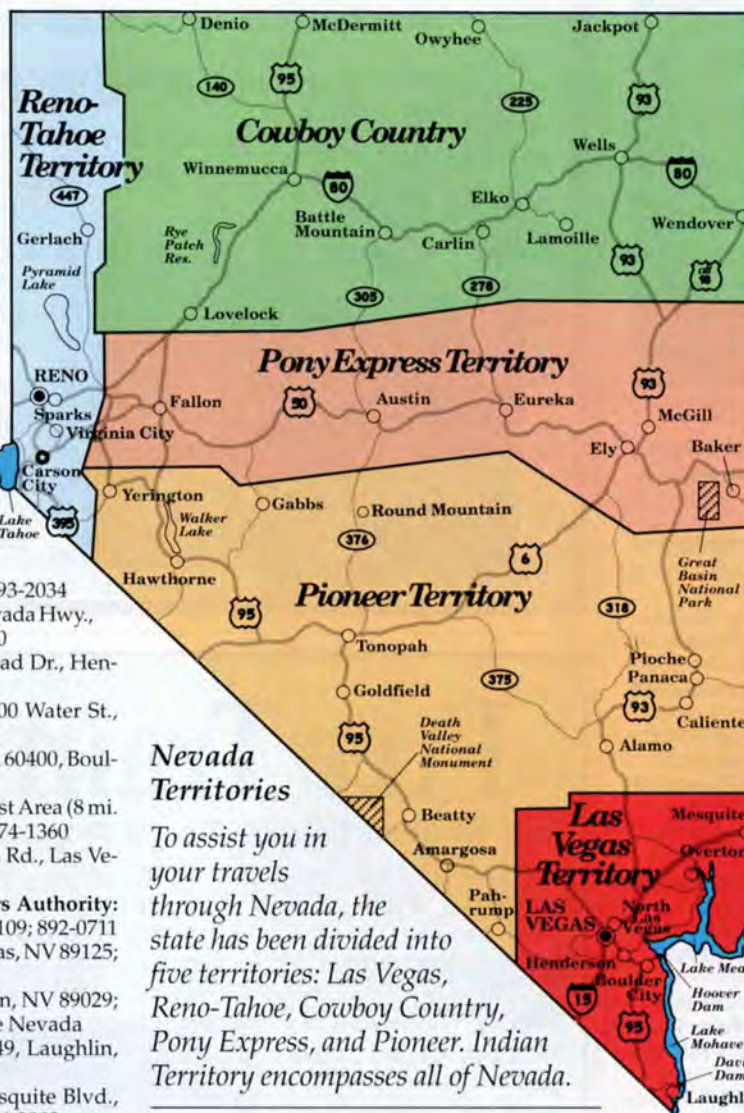 Denio
McDermitt
Owyhee
Jackpot
95
140
225
93
Reno-
Tahoe
Territory
Cowboy Country
Wells
Winnemucca
80
80
447
Elko
Battle
Mountain
Carlin
Lamoille
Wendover
Gerlach
Rye
Patch
Res.
93
Pyramid
Lake
305
278
Lovelock
Pony Express Territory
RENO
93
Sparks
Fallon
50
Austin
Eureka
McGill
Virginia City
Ely
Baker
Carson
City
Yerington
Gabbs
Round Mountain
Lake
Tahoe
395
Walker
Lake
376
Great
Basin
National
Park
6
Hawthorne
Pioneer Territory
318
95
Tonopah
Pioche
Panaca
375
Goldfield
93
Caliente
95
Death
Valley
National
Monument
Alamo
Beatty
Las
Vegas
Territory
Mesquite
Overton
Amargosa
Pah-
rump
LAS
VEGAS
North
Las
Vegas
Henderson
Boulder
City
Lake Mea
Hoover
Dam
15
95
Lake
Mohave
Davi
Dam
Laughl
93-2034
vada Hwy.,
0
ad Dr., Hen-
00 Water St.,
60400, Boul-
st Area (8 mi.
74-1360
Rd., Las Ve-
rs Authority:
109; 892-0711
as, NV 89125;
n, NV 89029;
e Nevada
49, Laughlin,
squite Blvd.,
Nevada
Territories
To assist you in
your travels
through Nevada, the
state has been divided into
five territories: Las Vegas,
Reno-Tahoe, Cowboy Country,
Pony Express, and Pioneer. Indian
Territory encompasses all of Nevada.